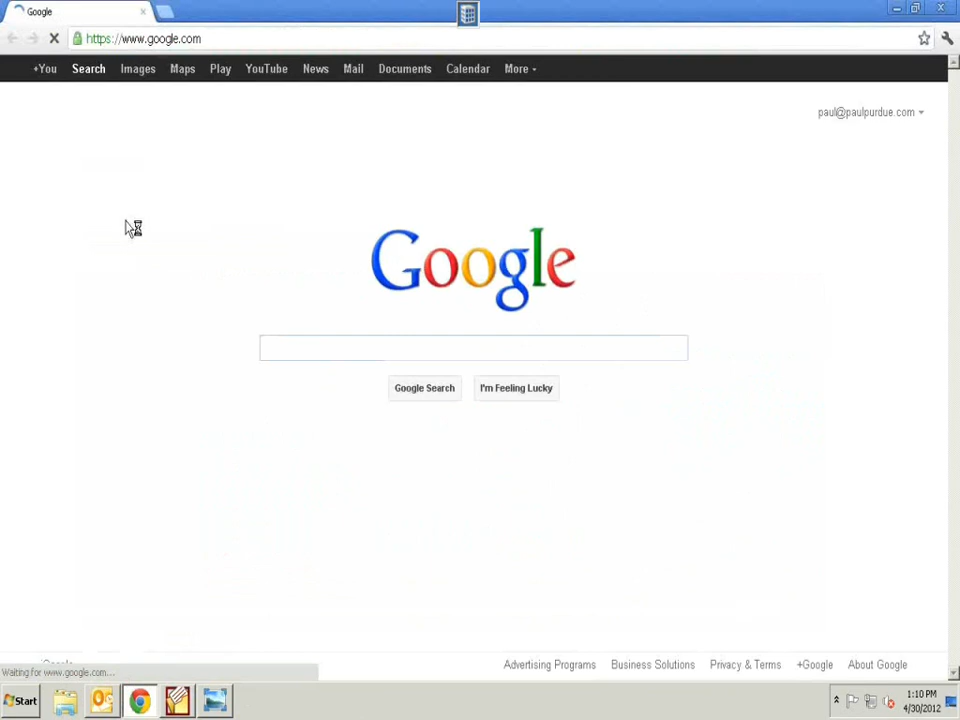 Google
https://www.google.com
+You Search Images Maps Play YouTube News Mail Documents Calendar More
paul@paulpurdue.com
Google
Google Search I'm Feeling Lucky
Advertising Programs Business Solutions Privacy & Terms +Google About Google
Waiting for www.google.com...
Start
1:10 PM
4/30/2012